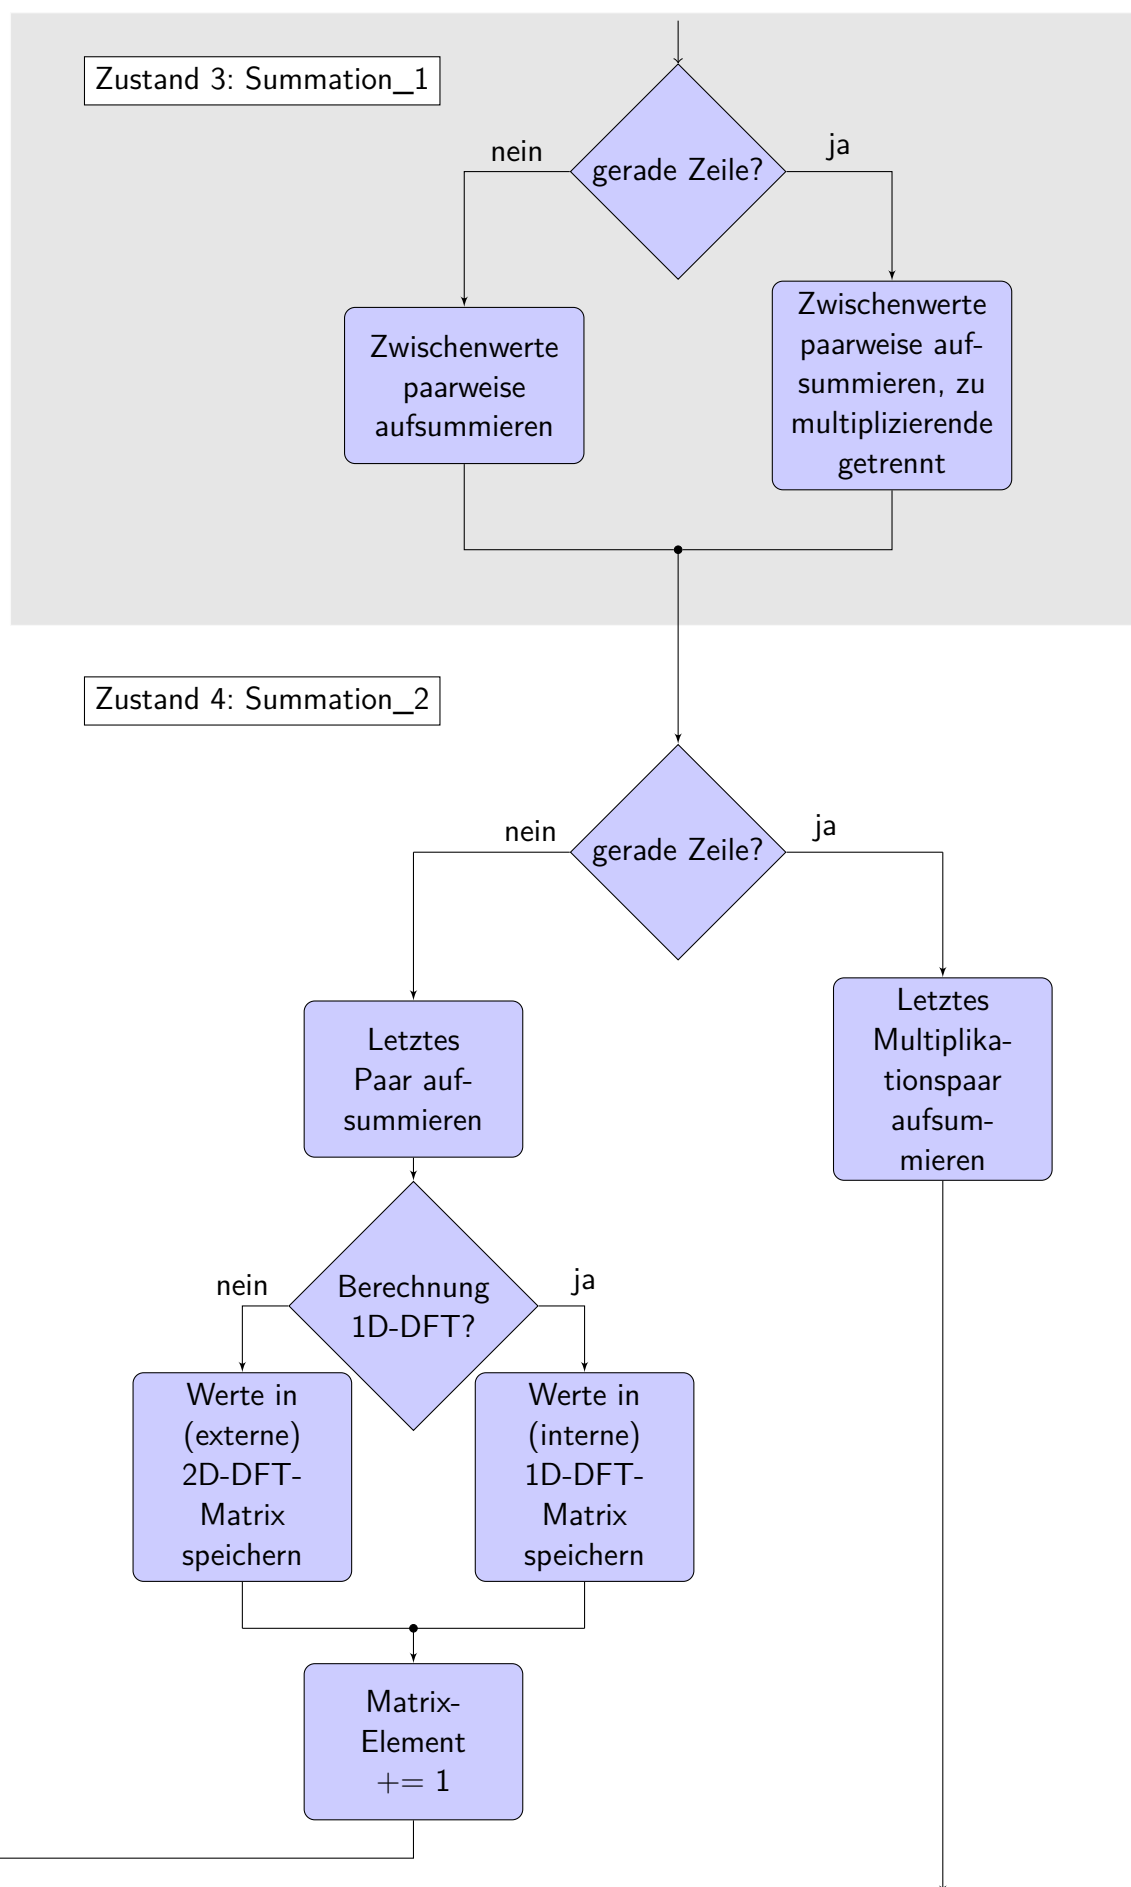 Zustand 3: Summation_1
nein
ja
gerade Zeile?
Zwischenwerte
paarweise
aufsummieren
Zwischenwerte
paarweise auf-
summieren, zu
multiplizierende
getrennt
Zustand 4: Summation_2
nein
ja
gerade Zeile?
Letztes
Paar auf-
summieren
Letztes
Multiplika-
tionspaar
aufsum-
mieren
nein
ja
Berechnung
1D-DFT?
Werte in
(externe)
2D-DFT-
Matrix
speichern
Werte in
(interne)
1D-DFT-
Matrix
speichern
Matrix-
Element
+= 1